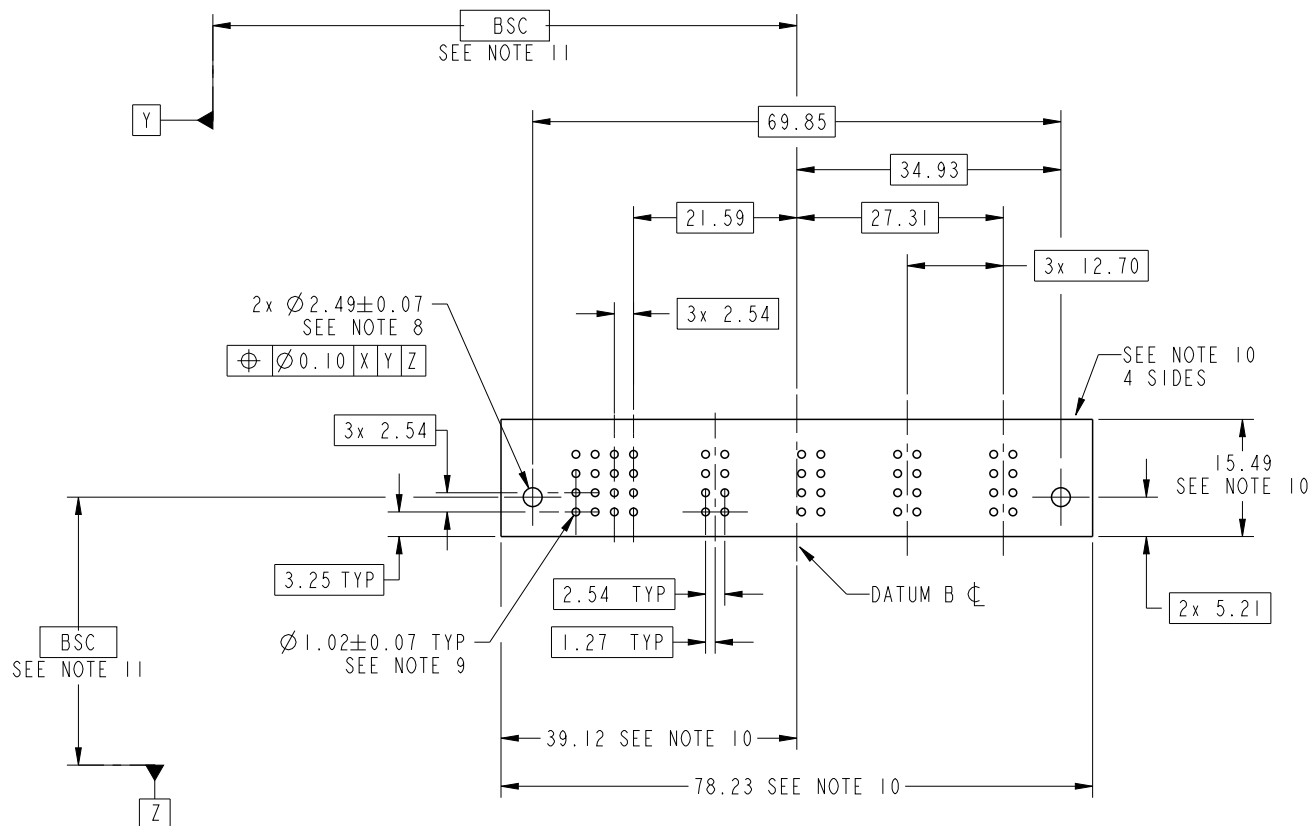 BSC
SEE NOTE 11
Y
69.85
34.93
21.59
27.31
3x 12.70
2x Ø2.49±0.07
SEE NOTE 8
3x 2.54
⌖ Ø0.10 X Y Z
SEE NOTE 10
4 SIDES
3x 2.54
15.49
SEE NOTE 10
3.25 TYP
2.54 TYP
DATUM B ℄
2x 5.21
BSC
SEE NOTE 11
Ø1.02±0.07 TYP
SEE NOTE 9
1.27 TYP
39.12 SEE NOTE 10
78.23 SEE NOTE 10
Z